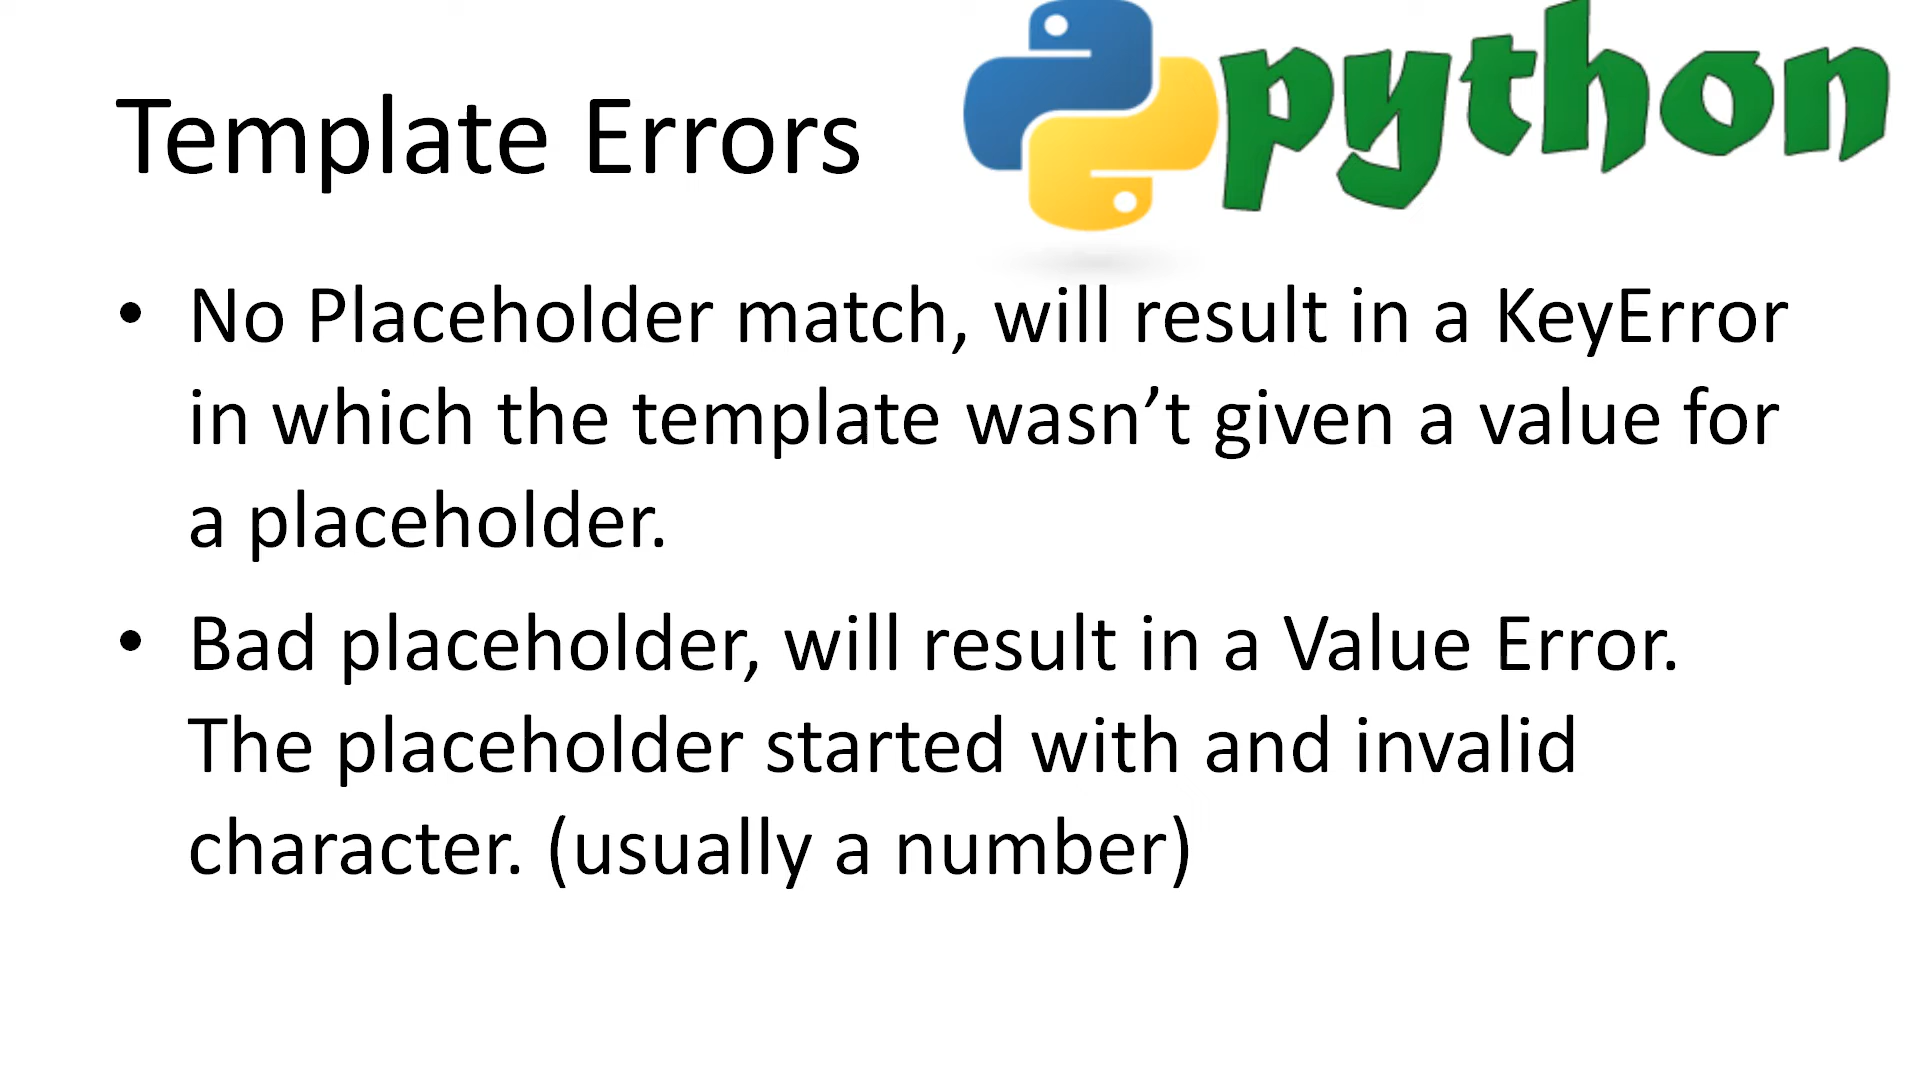 Template Errors
python
• No Placeholder match, will result in a KeyError
in which the template wasn’t given a value for
a placeholder.
• Bad placeholder, will result in a Value Error.
The placeholder started with and invalid
character. (usually a number)